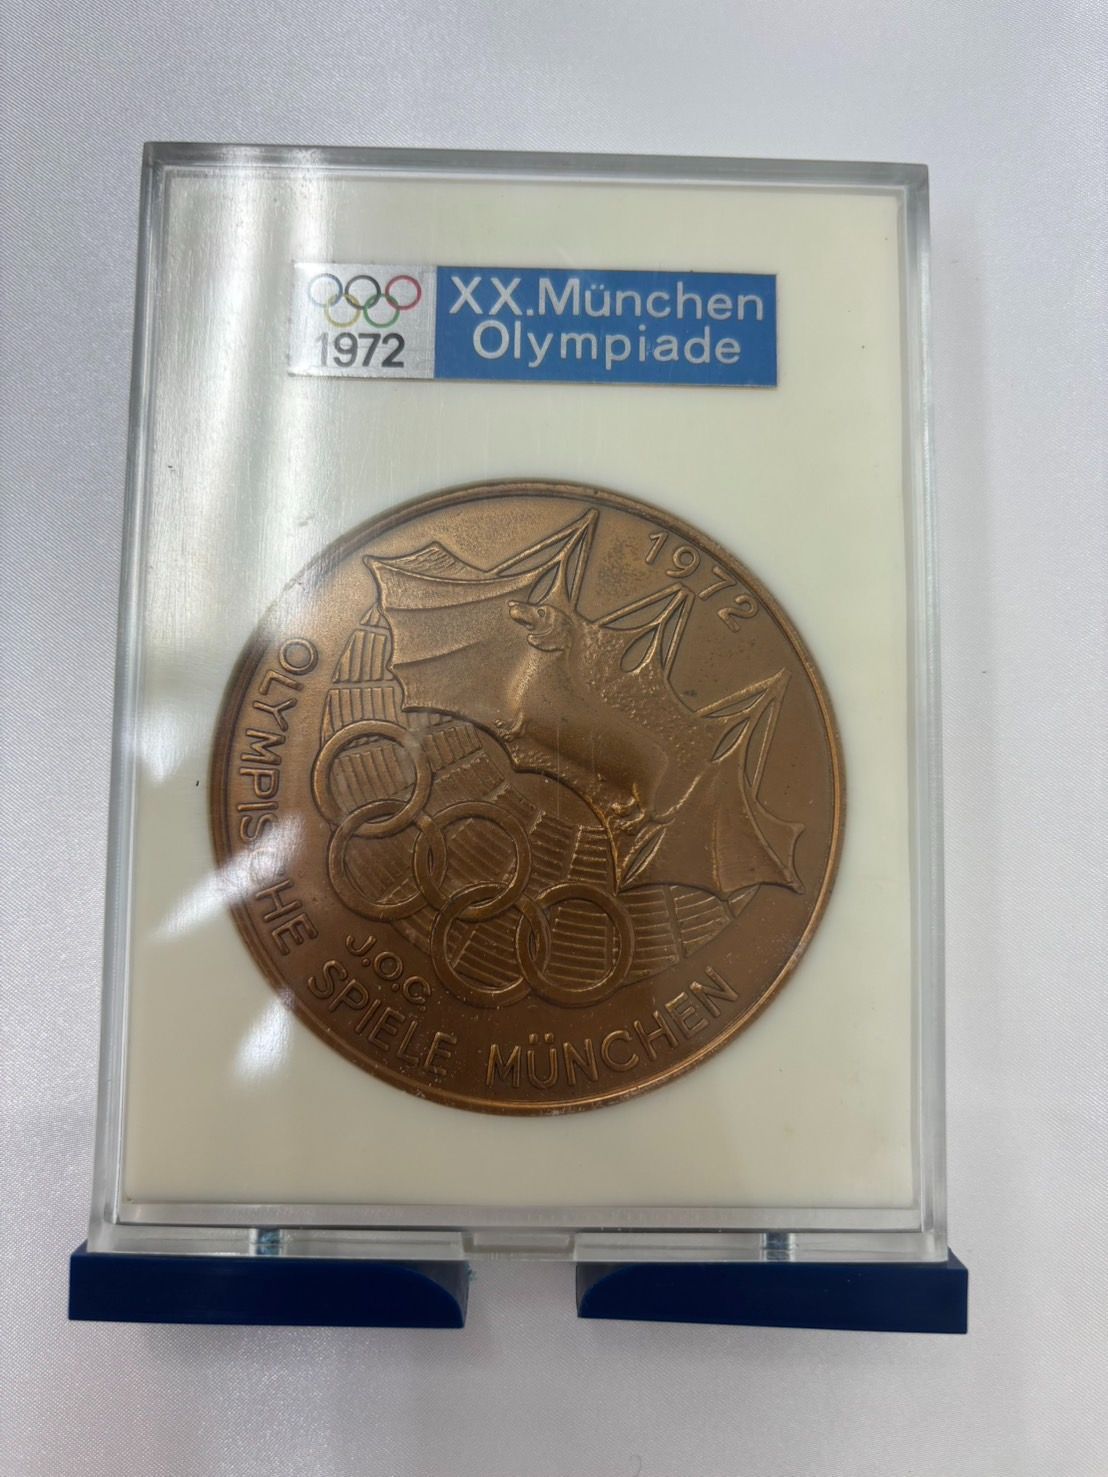 1972
XX.München
Olympiade
1972
OLYMPISCHE SPIELE MÜNCHEN
J.O.C